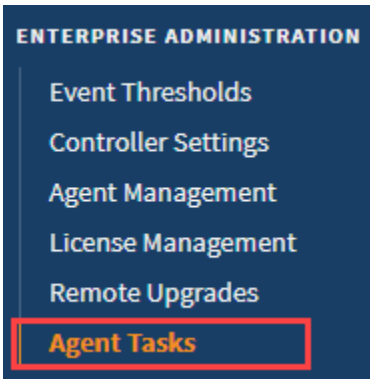 ENTERPRISE ADMINISTRATION
Event Thresholds
Controller Settings
Agent Management
License Management
Remote Upgrades
Agent Tasks